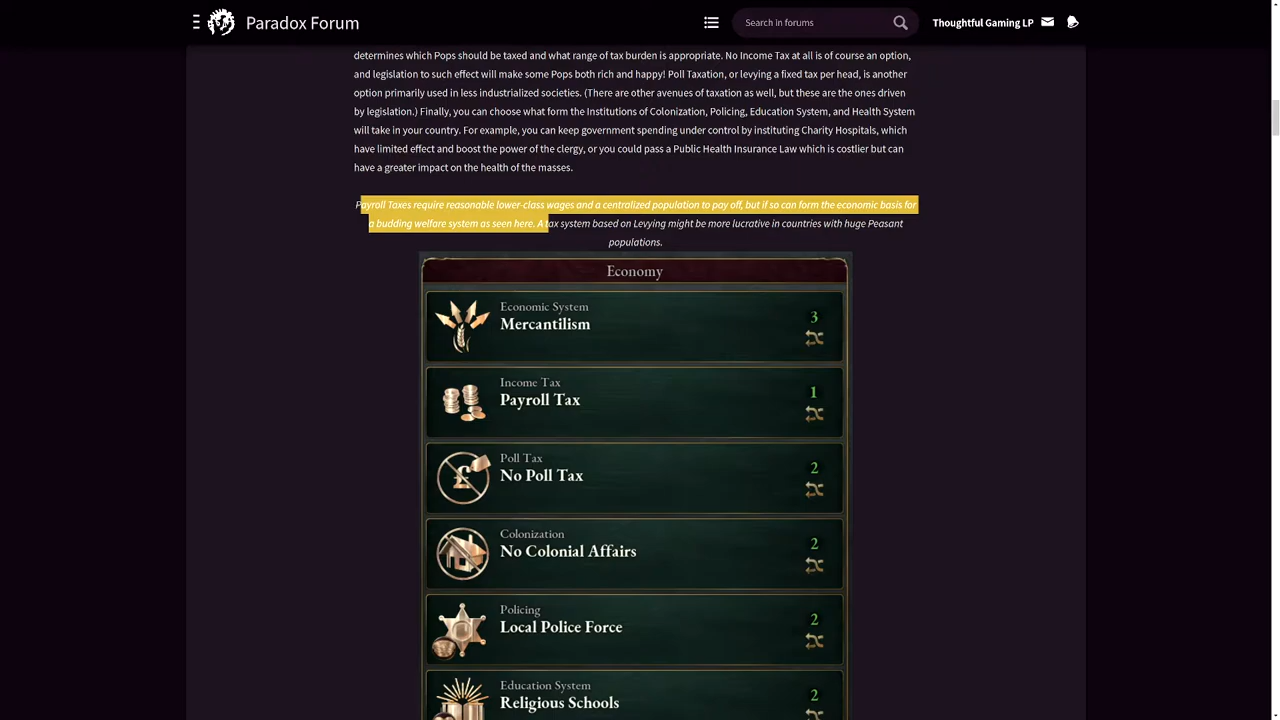 Paradox Forum
Search in forums
Thoughtful Gaming LP
determines which Pops should be taxed and what range of tax burden is appropriate. No Income Tax at all is of course an option,
and legislation to such effect will make some Pops both rich and happy! Poll Taxation, or levying a fixed tax per head, is another
option primarily used in less industrialized societies. (There are other avenues of taxation as well, but these are the ones driven
by legislation.) Finally, you can choose what form the Institutions of Colonization, Policing, Education System, and Health System
will take in your country. For example, you can keep government spending under control by instituting Charity Hospitals, which
have limited effect and boost the power of the clergy, or you could pass a Public Health Insurance Law which is costlier but can
have a greater impact on the health of the masses.
Payroll Taxes require reasonable lower-class wages and a centralized population to pay off, but if so can form the economic basis for
a budding welfare system as seen here. A tax system based on Levying might be more lucrative in countries with huge Peasant
populations.
Economy
Economic System
Mercantilism
3
Income Tax
Payroll Tax
1
Poll Tax
No Poll Tax
2
Colonization
No Colonial Affairs
2
Policing
Local Police Force
2
Education System
Religious Schools
2